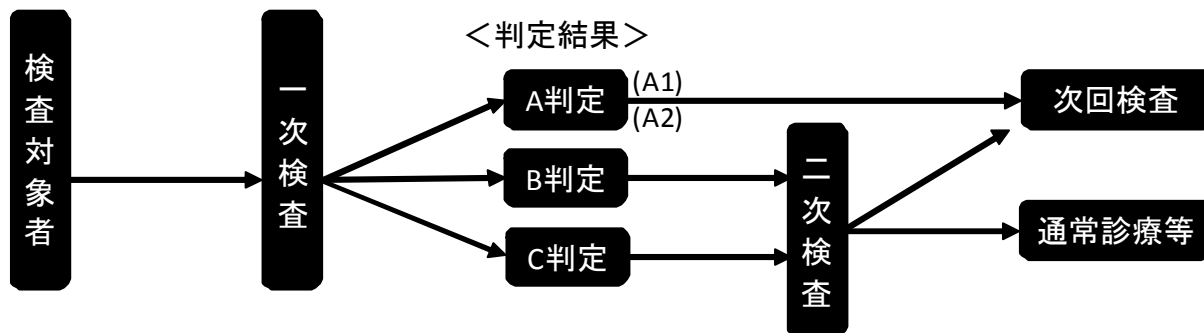 <判定結果>
検査対象者
一次検査
A判定
(A1)
(A2)
B判定
C判定
二次検査
次回検査
通常診療等